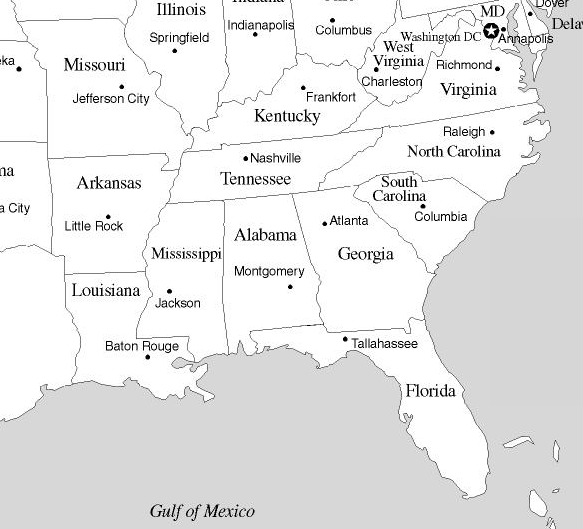 Illinois
Indianapolis
Springfield
Columbus
MD
Dover
Washington DC
Annapolis
West
Virginia
Charleston
Richmond
Virginia
Missouri
Jefferson City
Frankfort
Kentucky
Raleigh
North Carolina
Nashville
Tennessee
Arkansas
Little Rock
South
Carolina
Columbia
Atlanta
Georgia
Alabama
Montgomery
Mississippi
Jackson
Louisiana
Baton Rouge
Tallahassee
Florida
Gulf of Mexico
a City